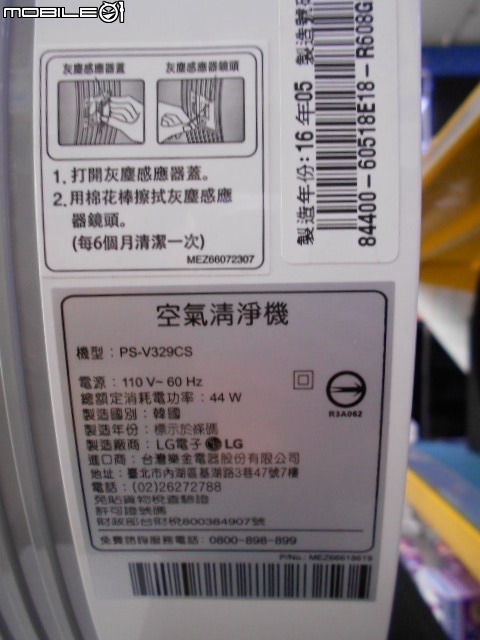 MOBILE01
灰塵感應器蓋
灰塵感應器鏡頭
1. 打開灰塵感應器蓋。
2. 用棉花棒擦拭灰塵感應
器鏡頭。
(每6個月清潔一次)
MEZ66072307
製造年份: 16 年05
製造號碼
84400-60518E18-R608G
空氣清淨機
機型: PS-V329CS
電源: 110 V~ 60 Hz
總額定消耗電功率: 44 W
製造國別: 韓國
製造年份: 標示於條碼
製造廠商: LG電子 LG
進口商: 台灣樂金電器股份有限公司
地址: 臺北市內湖區基湖路3巷47號7樓
電話: (02)26272788
免貼貨物稅查驗證
許可證號碼
財政部台財稅800384907號
免費諮詢服務電話: 0800-898-899
R3A062
P/No.: MEZ66618619